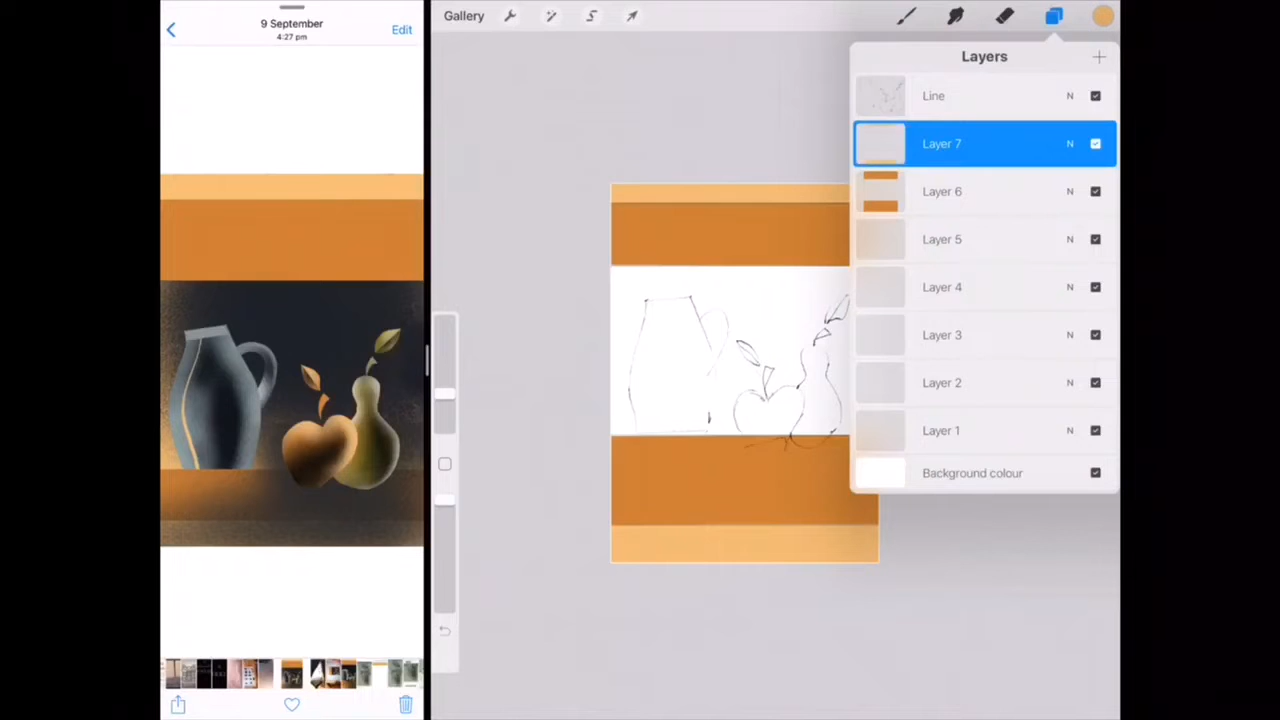 9 September
4:27 pm
Edit
Gallery
Layers
Line N
Layer 7 N
Layer 6 N
Layer 5 N
Layer 4 N
Layer 3 N
Layer 2 N
Layer 1 N
Background colour